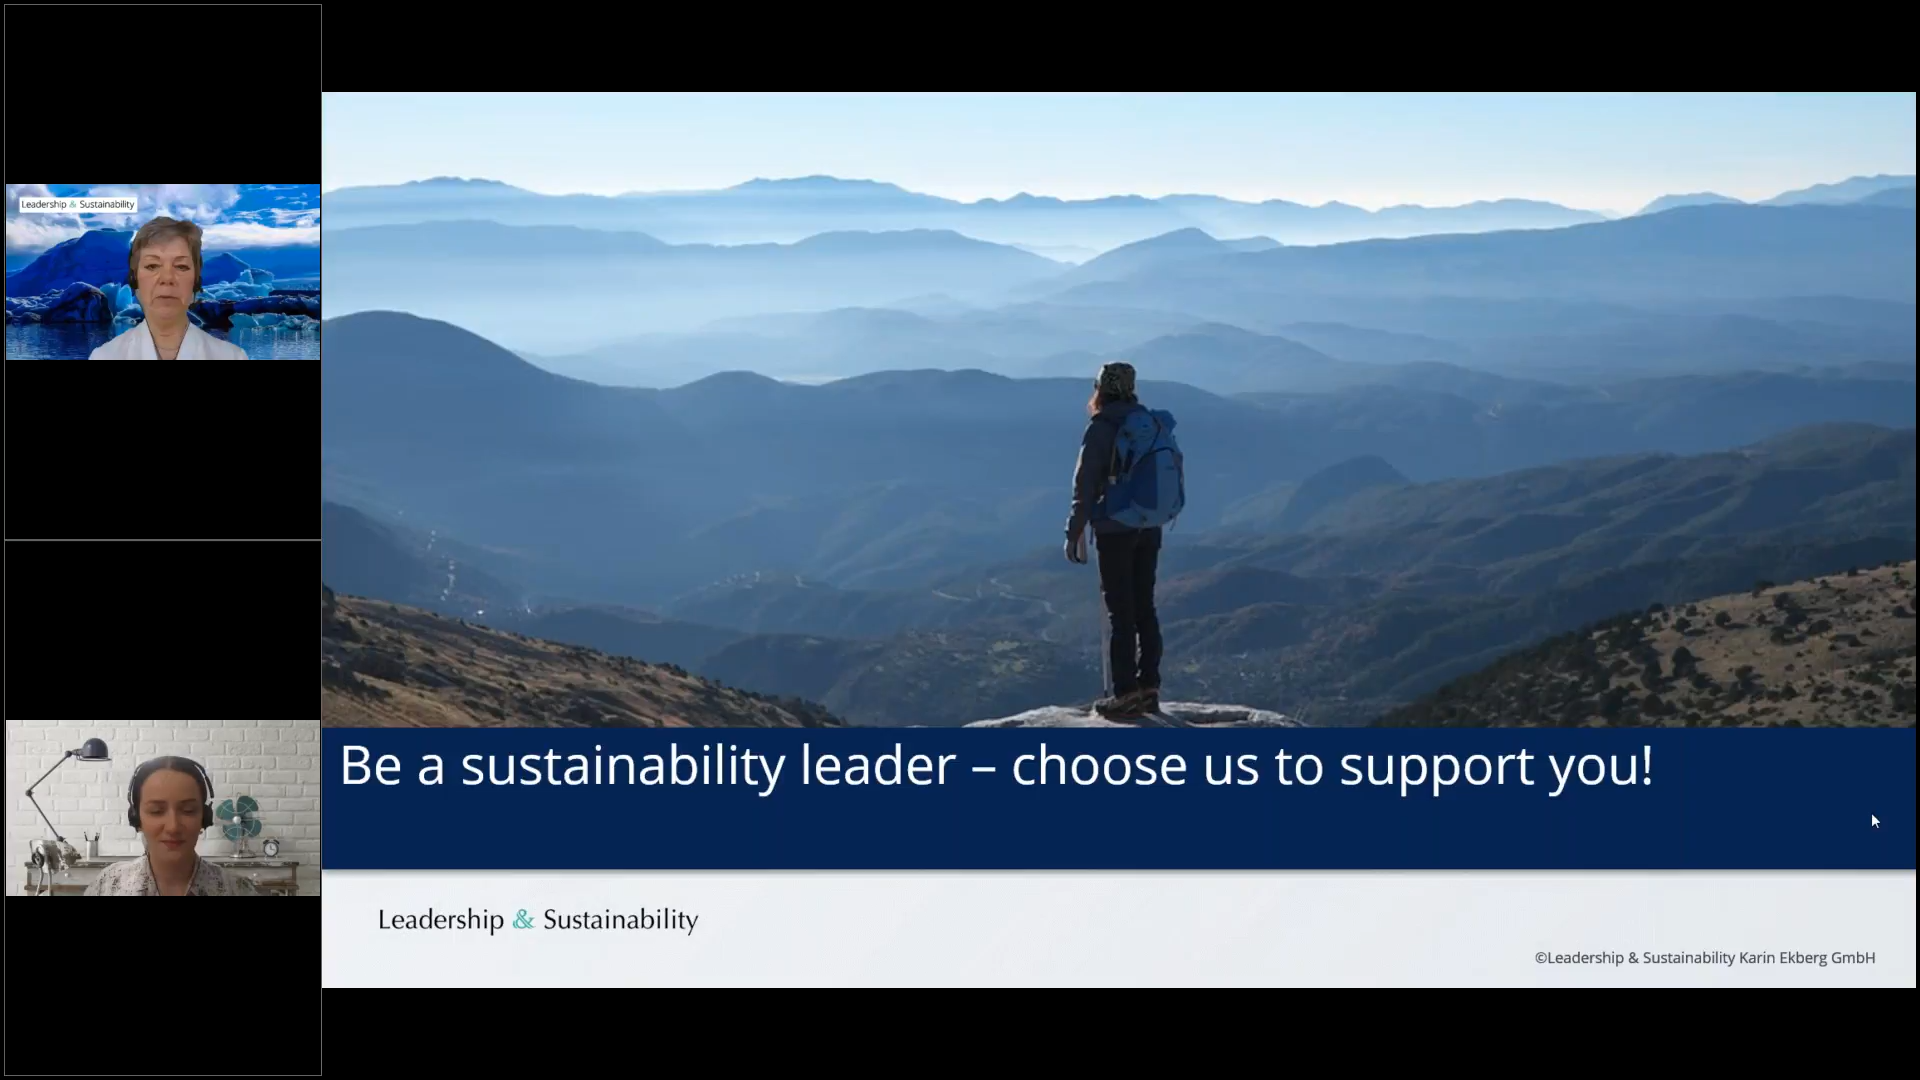 Leadership & Sustainability
Be a sustainability leader – choose us to support you!
Leadership & Sustainability
©Leadership & Sustainability Karin Ekberg GmbH